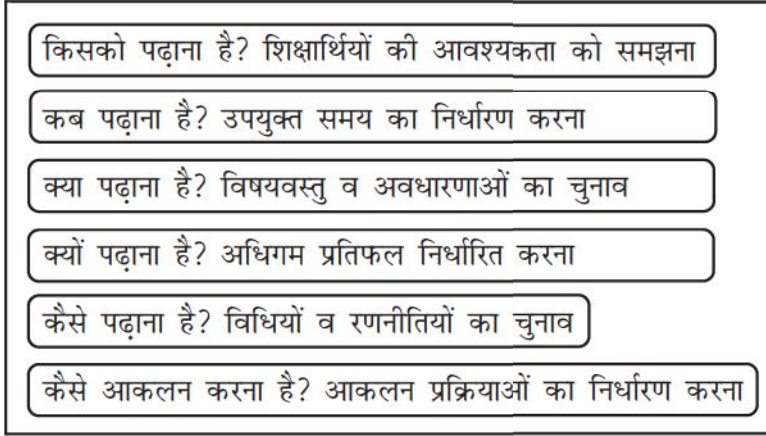 किसको पढ़ाना है? शिक्षार्थियों की आवश्यकता को समझना
कब पढ़ाना है? उपयुक्त समय का निर्धारण करना
क्या पढ़ाना है? विषयवस्तु व अवधारणाओं का चुनाव
क्यों पढ़ाना है? अधिगम प्रतिफल निर्धारित करना
कैसे पढ़ाना है? विधियों व रणनीतियों का चुनाव
कैसे आकलन करना है? आकलन प्रक्रियाओं का निर्धारण करना